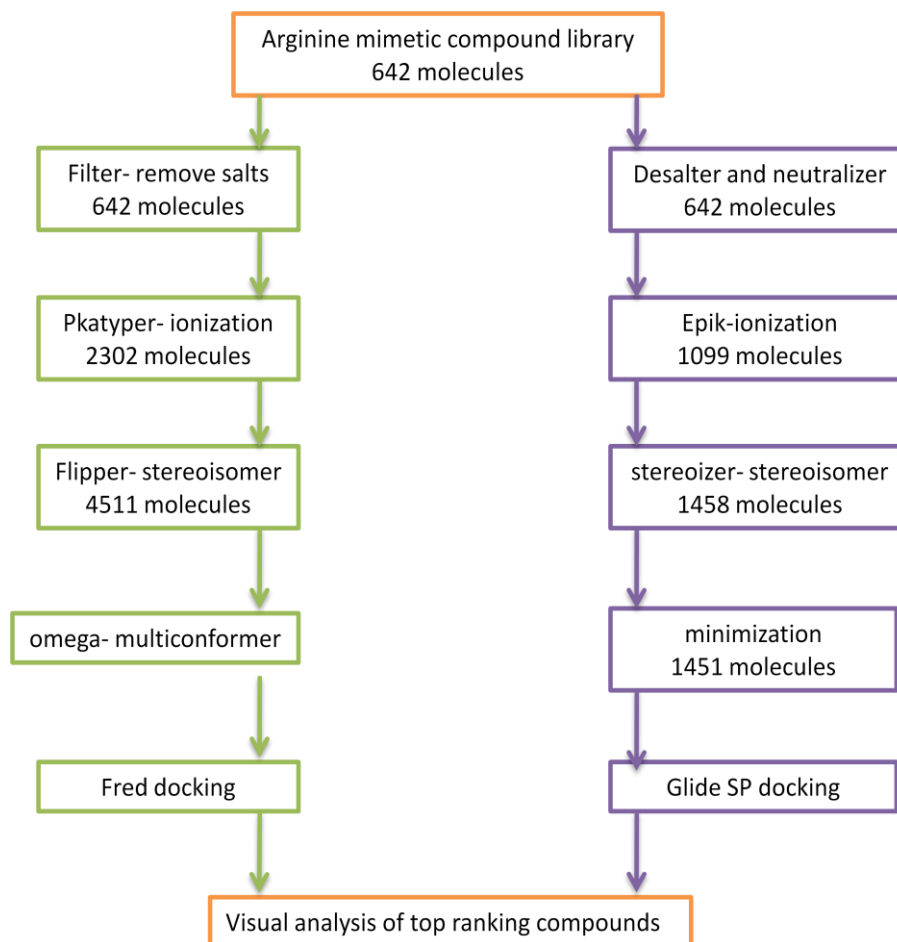 Arginine mimetic compound library
642 molecules
Filter- remove salts
642 molecules
Desalter and neutralizer
642 molecules
Pkatyper- ionization
2302 molecules
Epik-ionization
1099 molecules
Flipper- stereoisomer
4511 molecules
stereoizer- stereoisomer
1458 molecules
omega- multiconformer
minimization
1451 molecules
Fred docking
Glide SP docking
Visual analysis of top ranking compounds